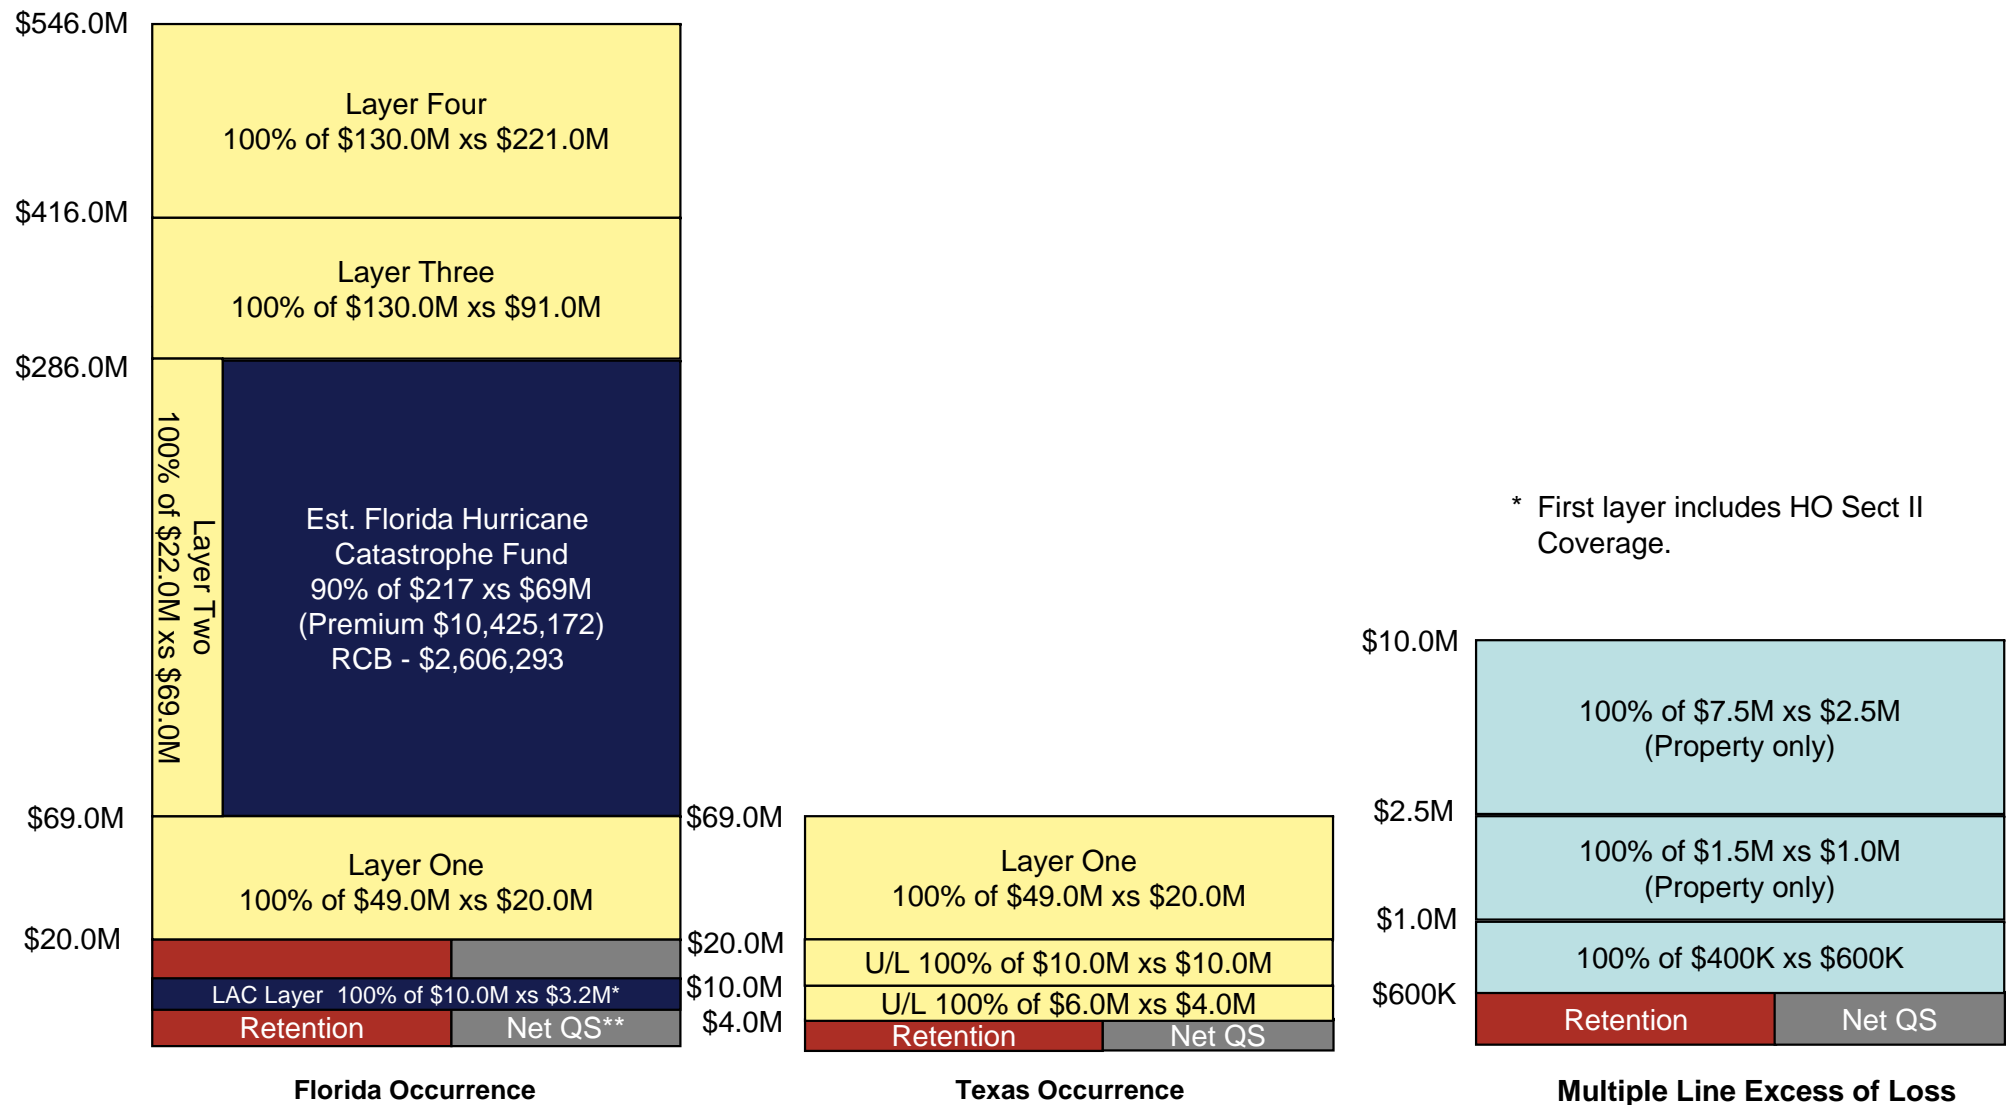 $546.0M
Layer Four
100% of $130.0M xs $221.0M
$416.0M
Layer Three
100% of $130.0M xs $91.0M
$286.0M
Layer Two
100% of $22.0M xs $69.0M
Est. Florida Hurricane
Catastrophe Fund
90% of $217 xs $69M
(Premium $10,425,172)
RCB - $2,606,293
$69.0M
Layer One
100% of $49.0M xs $20.0M
$20.0M
LAC Layer 100% of $10.0M xs $3.2M*
Retention
Net QS**
Florida Occurrence
$69.0M
Layer One
100% of $49.0M xs $20.0M
$20.0M
U/L 100% of $10.0M xs $10.0M
$10.0M
U/L 100% of $6.0M xs $4.0M
$4.0M
Retention
Net QS
Texas Occurrence
* First layer includes HO Sect II
Coverage.
$10.0M
100% of $7.5M xs $2.5M
(Property only)
$2.5M
100% of $1.5M xs $1.0M
(Property only)
$1.0M
100% of $400K xs $600K
$600K
Retention
Net QS
Multiple Line Excess of Loss